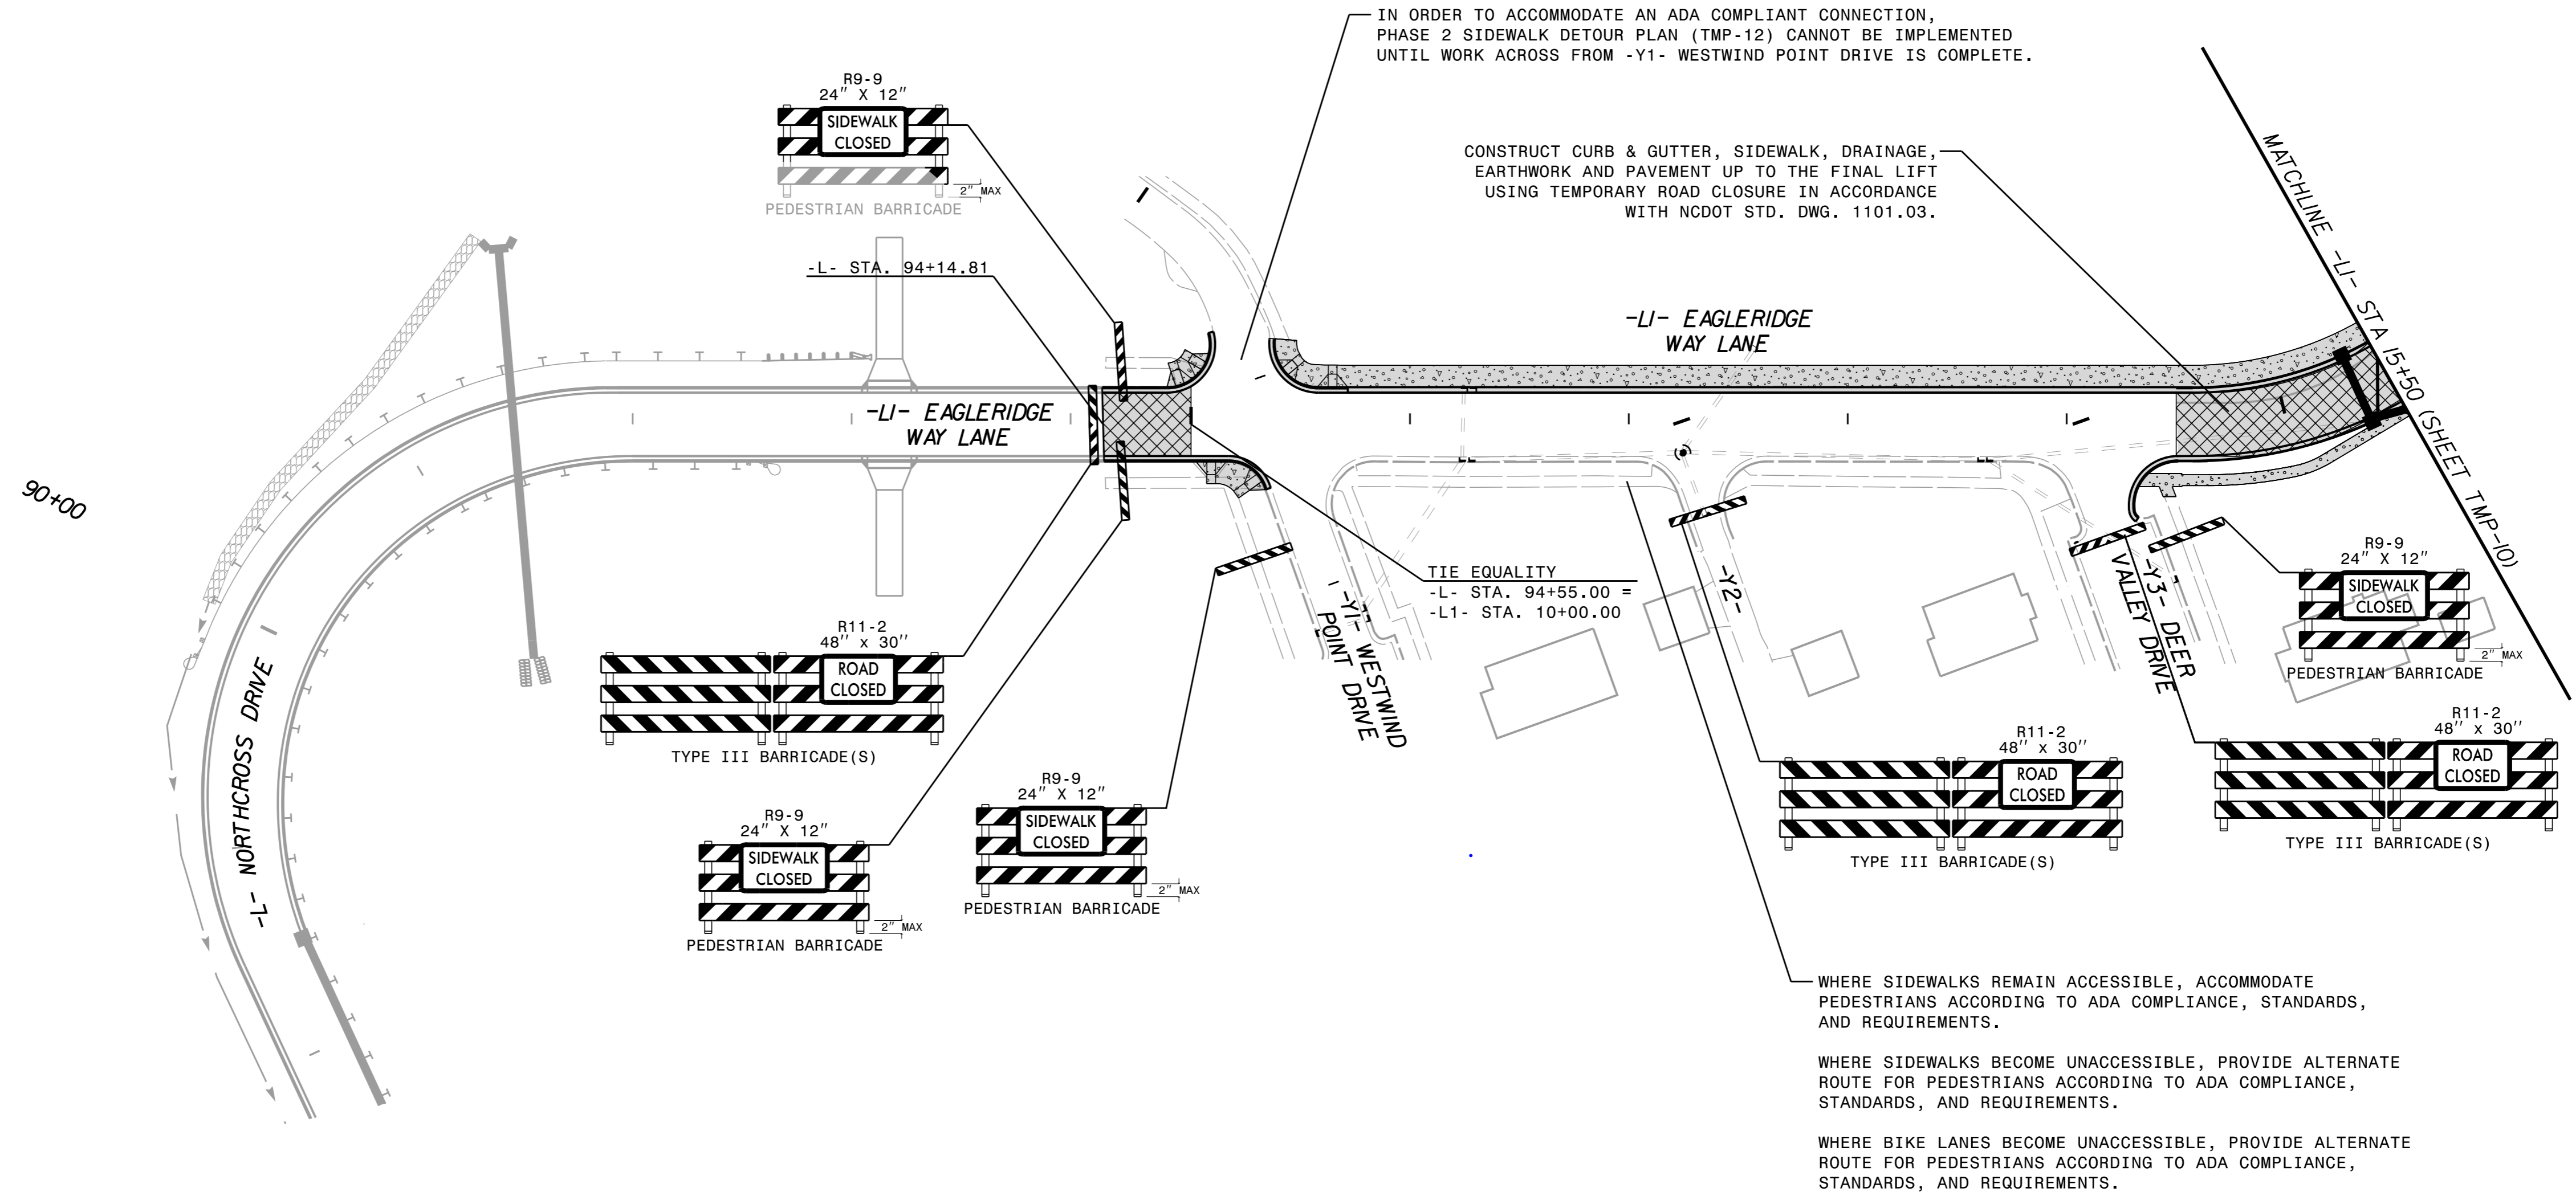 IN ORDER TO ACCOMMODATE AN ADA COMPLIANT CONNECTION,
PHASE 2 SIDEWALK DETOUR PLAN (TMP-12) CANNOT BE IMPLEMENTED
UNTIL WORK ACROSS FROM -Y1- WESTWIND POINT DRIVE IS COMPLETE.
R9-9
24" X 12"
SIDEWALK
CLOSED
2" MAX
PEDESTRIAN BARRICADE
CONSTRUCT CURB & GUTTER, SIDEWALK, DRAINAGE,
EARTHWORK AND PAVEMENT UP TO THE FINAL LIFT
USING TEMPORARY ROAD CLOSURE IN ACCORDANCE
WITH NCDOT STD. DWG. 1101.03.
MATCHLINE -L1- STA 15+50 (SHEET TMP-10)
-L- STA. 94+14.81
-L1- EAGLERIDGE
WAY LANE
-L1- EAGLERIDGE
WAY LANE
90+00
TIE EQUALITY
-L- STA. 94+55.00 =
-L1- STA. 10+00.00
-Y1- WESTWIND
POINT DRIVE
-Y2-
-Y3- DEER
VALLEY DRIVE
R9-9
24" X 12"
SIDEWALK
CLOSED
2" MAX
PEDESTRIAN BARRICADE
-L- NORTHCROSS DRIVE
R11-2
48'' x 30''
ROAD
CLOSED
TYPE III BARRICADE(S)
R9-9
24" X 12"
SIDEWALK
CLOSED
2" MAX
PEDESTRIAN BARRICADE
R9-9
24" X 12"
SIDEWALK
CLOSED
2" MAX
PEDESTRIAN BARRICADE
R11-2
48'' x 30''
ROAD
CLOSED
TYPE III BARRICADE(S)
R11-2
48'' x 30''
ROAD
CLOSED
TYPE III BARRICADE(S)
WHERE SIDEWALKS REMAIN ACCESSIBLE, ACCOMMODATE
PEDESTRIANS ACCORDING TO ADA COMPLIANCE, STANDARDS,
AND REQUIREMENTS.
WHERE SIDEWALKS BECOME UNACCESSIBLE, PROVIDE ALTERNATE
ROUTE FOR PEDESTRIANS ACCORDING TO ADA COMPLIANCE,
STANDARDS, AND REQUIREMENTS.
WHERE BIKE LANES BECOME UNACCESSIBLE, PROVIDE ALTERNATE
ROUTE FOR PEDESTRIANS ACCORDING TO ADA COMPLIANCE,
STANDARDS, AND REQUIREMENTS.